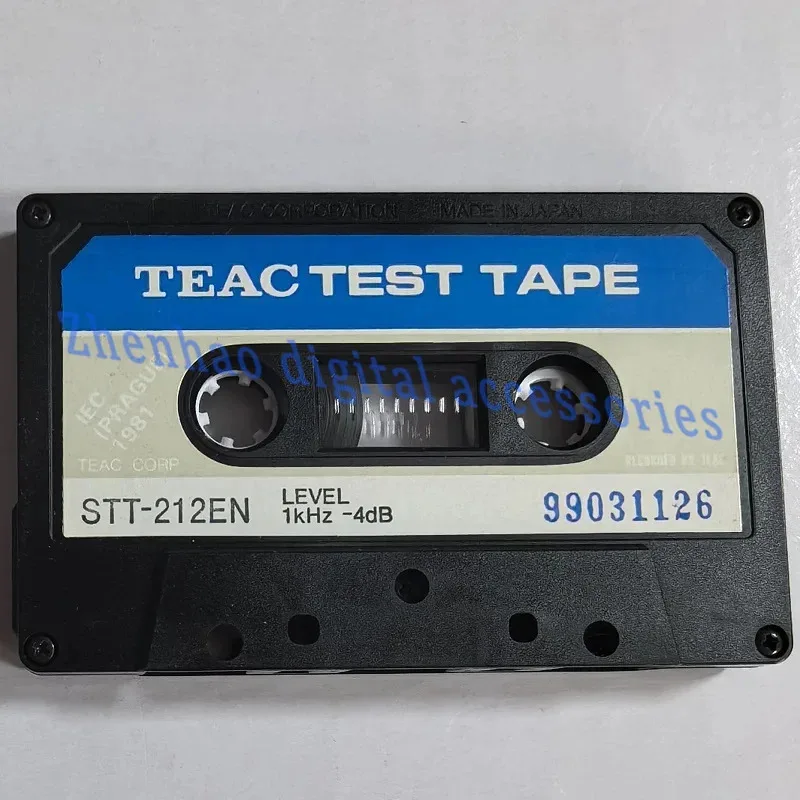 TEAC CORPORATION MADE IN JAPAN
TEAC TEST TAPE
Zhenhao digital accessories
IEC
(PRAGUE)
1981
TEAC CORP
RECORDED BY TEAC
STT-212EN
LEVEL
1kHz -4dB
99031126